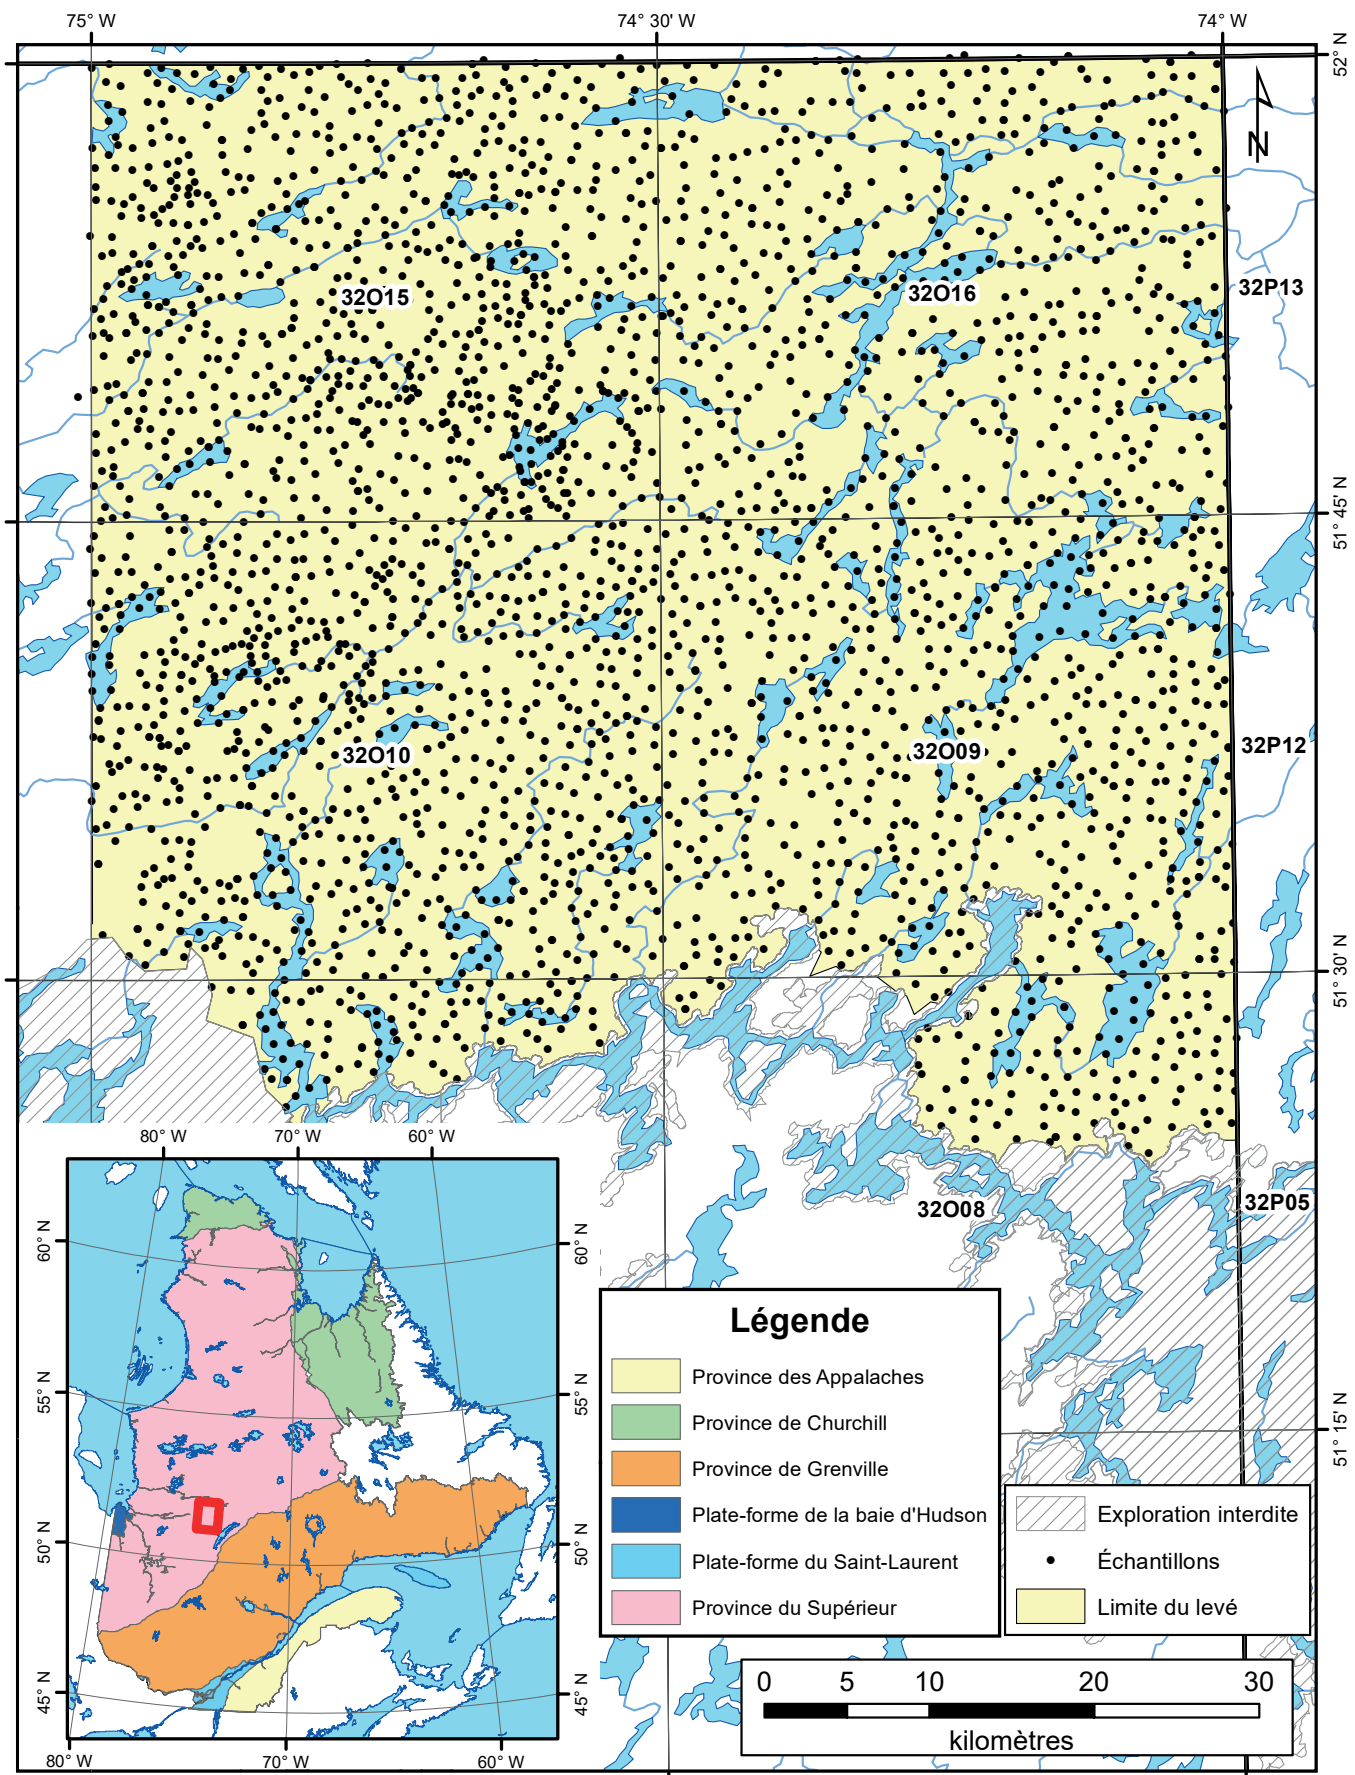 75° W
74° 30' W
74° W
52° N
N
32O15
32O16
32P13
51° 45' N
32O10
32O09
32P12
51° 30' N
80° W
70° W
60° W
32O08
32P05
60° N
60° N
55° N
55° N
50° N
50° N
45° N
45° N
80° W
70° W
60° W
51° 15' N
Légende
Province des Appalaches
Province de Churchill
Province de Grenville
Plate-forme de la baie d'Hudson
Plate-forme du Saint-Laurent
Province du Supérieur
Exploration interdite
Échantillons
Limite du levé
0 5 10 20 30
kilomètres